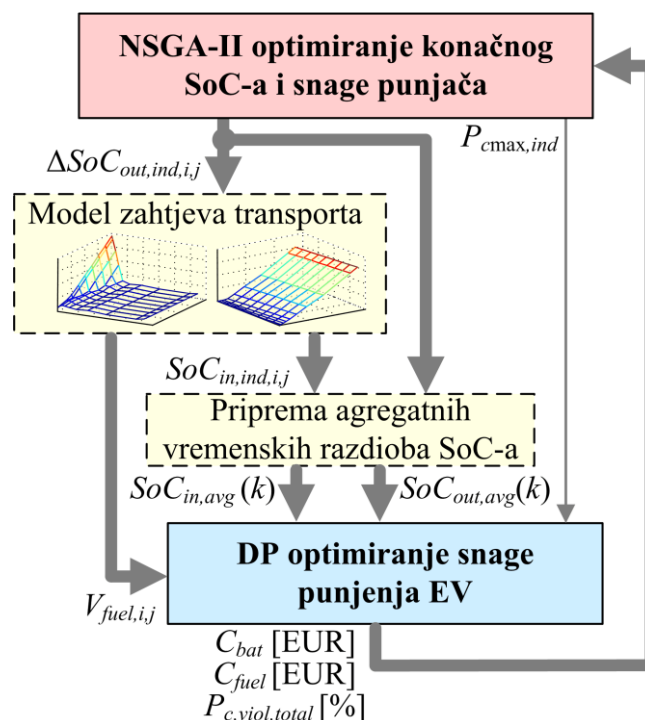 NSGA-II optimiranje konačnog
SoC-a i snage punjača
P_cmax,ind
ΔSoC_out,ind,i,j
Model zahtjeva transporta
SoC_in,ind,i,j
Priprema agregatnih
vremenskih razdioba SoC-a
SoC_in,avg (k)
SoC_out,avg(k)
DP optimiranje snage
punjenja EV
V_fuel,i,j
C_bat [EUR]
C_fuel [EUR]
P_c,viol,total [%]